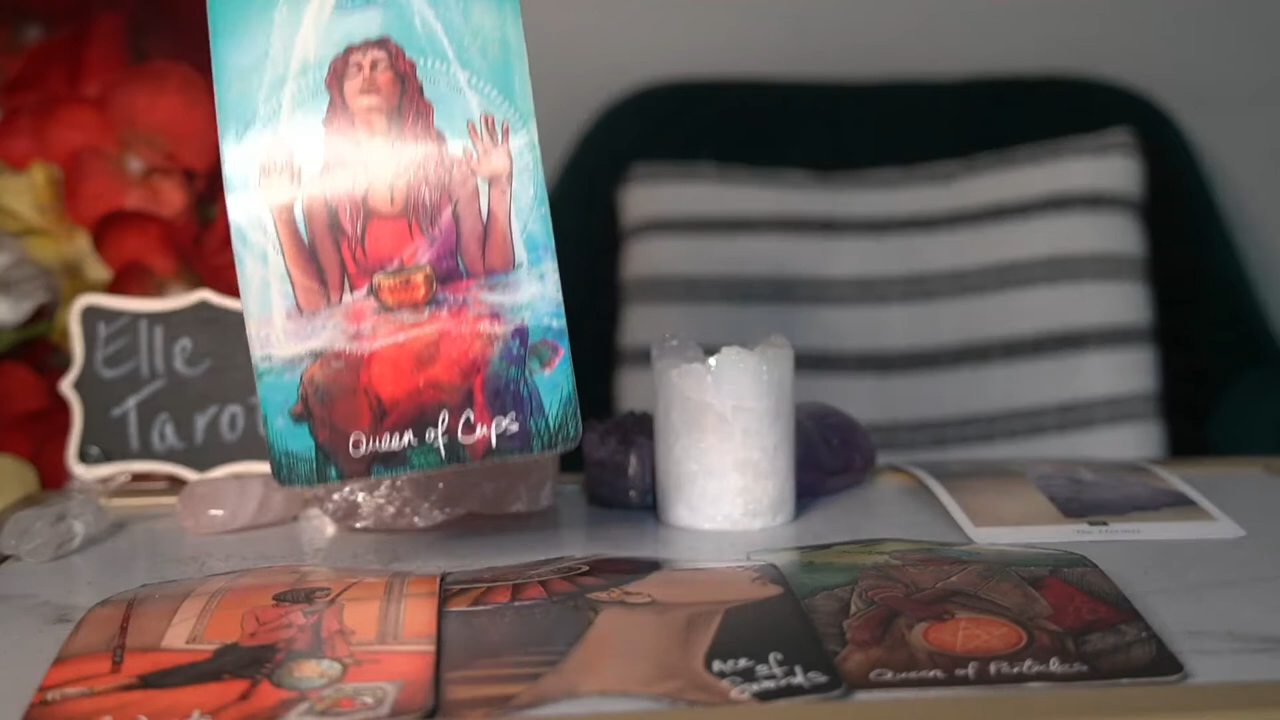 Elle
Tarot
Queen of Cups
Ace of
Swords
Queen of Pentacles